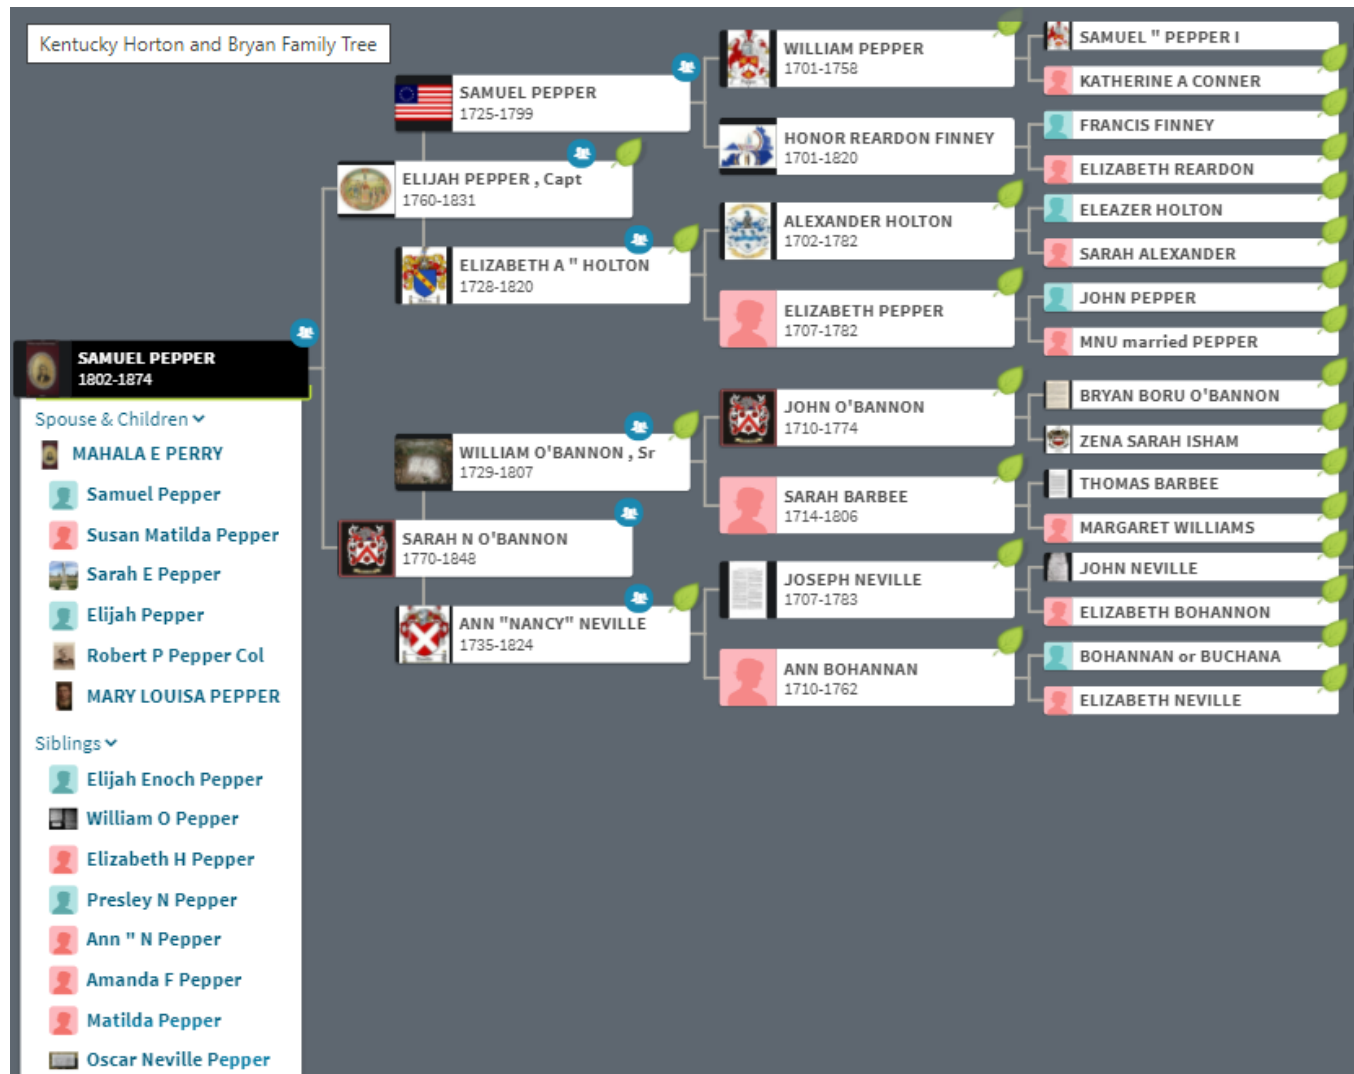 Kentucky Horton and Bryan Family Tree
SAMUEL PEPPER
1802-1874
Spouse & Children
MAHALA E PERRY
Samuel Pepper
Susan Matilda Pepper
Sarah E Pepper
Elijah Pepper
Robert P Pepper Col
MARY LOUISA PEPPER
Siblings
Elijah Enoch Pepper
William O Pepper
Elizabeth H Pepper
Presley N Pepper
Ann " N Pepper
Amanda F Pepper
Matilda Pepper
Oscar Neville Pepper
SAMUEL PEPPER
1725-1799
ELIJAH PEPPER , Capt
1760-1831
ELIZABETH A " HOLTON
1728-1820
WILLIAM O'BANNON , Sr
1729-1807
SARAH N O'BANNON
1770-1848
ANN "NANCY" NEVILLE
1735-1824
WILLIAM PEPPER
1701-1758
HONOR REARDON FINNEY
1701-1820
ALEXANDER HOLTON
1702-1782
ELIZABETH PEPPER
1707-1782
JOHN O'BANNON
1710-1774
SARAH BARBEE
1714-1806
JOSEPH NEVILLE
1707-1783
ANN BOHANNAN
1710-1762
SAMUEL " PEPPER I
KATHERINE A CONNER
FRANCIS FINNEY
ELIZABETH REARDON
ELEAZER HOLTON
SARAH ALEXANDER
JOHN PEPPER
MNU married PEPPER
BRYAN BORU O'BANNON
ZENA SARAH ISHAM
THOMAS BARBEE
MARGARET WILLIAMS
JOHN NEVILLE
ELIZABETH BOHANNON
BOHANNAN or BUCHANA
ELIZABETH NEVILLE